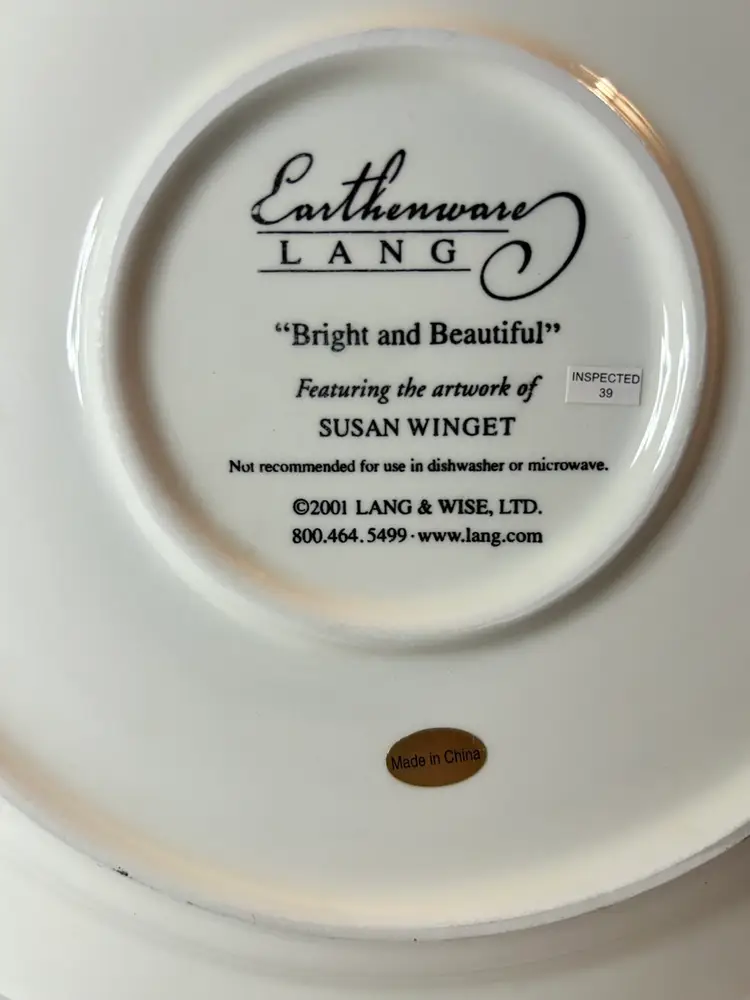 Earthenware
LANG
“Bright and Beautiful”
Featuring the artwork of
SUSAN WINGET
INSPECTED
39
Not recommended for use in dishwasher or microwave.
©2001 LANG & WISE, LTD.
800.464.5499·www.lang.com
Made in China